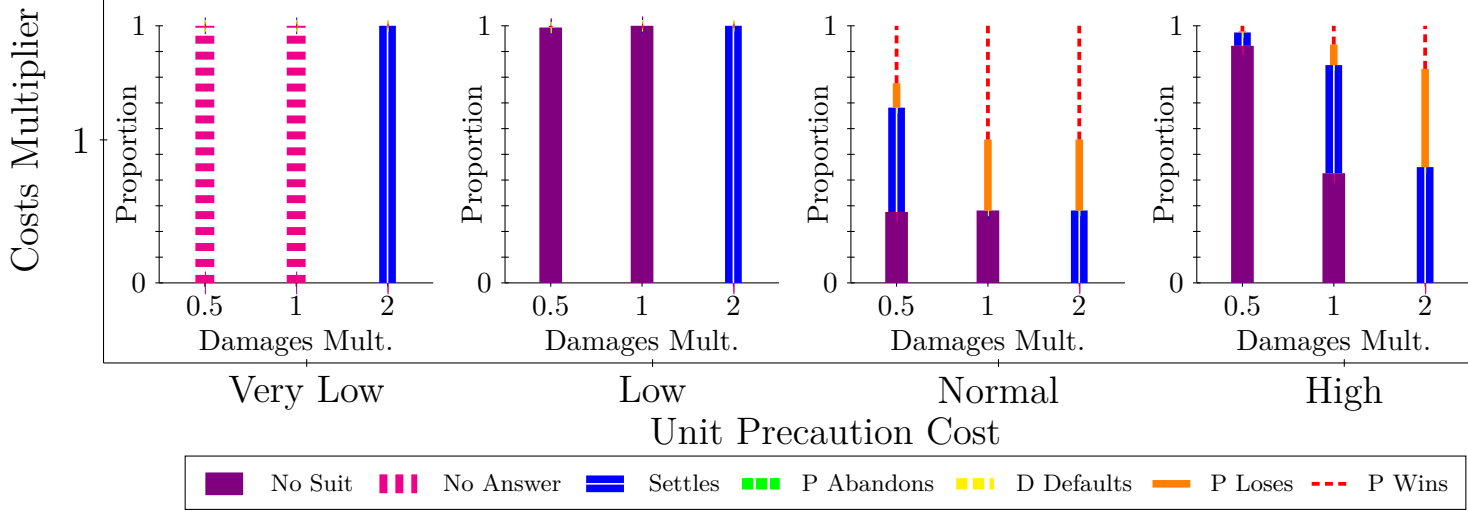 Costs Multiplier
1
Proportion
1
0
0.5 1 2
Damages Mult.
Proportion
1
0
0.5 1 2
Damages Mult.
Proportion
1
0
0.5 1 2
Damages Mult.
Proportion
1
0
0.5 1 2
Damages Mult.
Very Low Low Normal High
Unit Precaution Cost
No Suit No Answer Settles P Abandons D Defaults P Loses P Wins